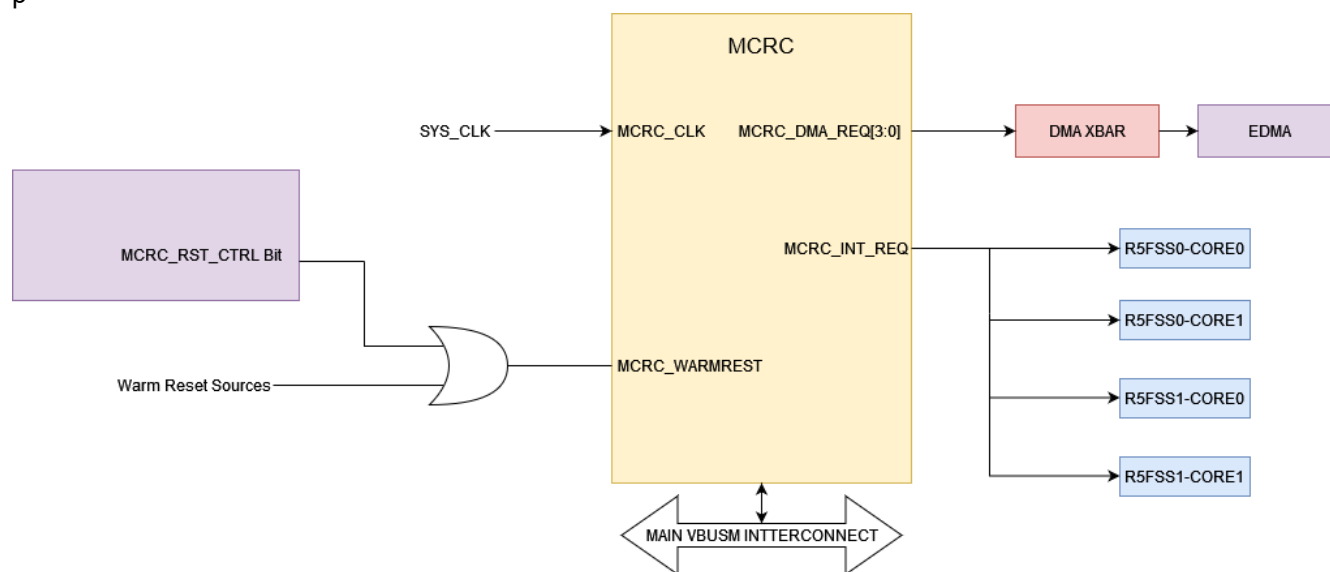 MCRC
SYS_CLK
MCRC_CLK
MCRC_DMA_REQ[3:0]
DMA XBAR
EDMA
MCRC_RST_CTRL Bit
MCRC_INT_REQ
R5FSS0-CORE0
R5FSS0-CORE1
Warm Reset Sources
MCRC_WARMREST
R5FSS1-CORE0
R5FSS1-CORE1
MAIN VBUSM INTTERCONNECT